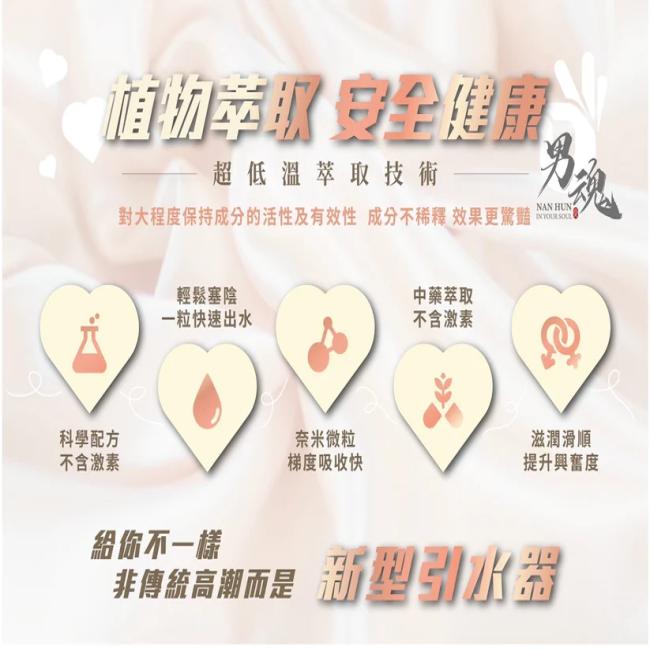 植物萃取 安全健康
超低溫萃取技術
男魂
NAN HUN
IN YOUR SOUL
對大程度保持成分的活性及有效性 成分不稀釋 效果更驚豔
輕鬆塞陰
一粒快速出水
中藥萃取
不含激素
科學配方
不含激素
奈米微粒
梯度吸收快
滋潤滑順
提升興奮度
給你不一樣
非傳統高潮而是 新型引水器